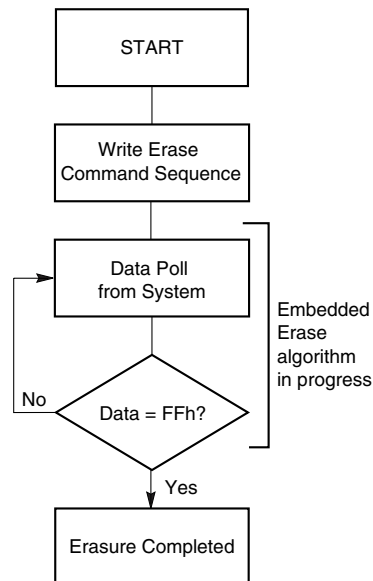 START
Write Erase
Command Sequence
Data Poll
from System
Embedded
Erase
algorithm
in progress
No
Data = FFh?
Yes
Erasure Completed